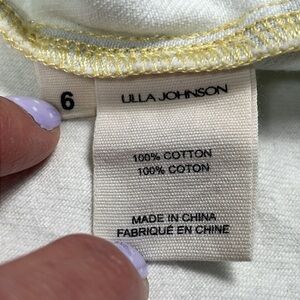 6
ULLA JOHNSON
100% COTTON
100% COTON
MADE IN CHINA
FABRIQUÉ EN CHINE